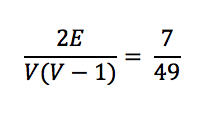 2E / V(V − 1) = 7 / 49